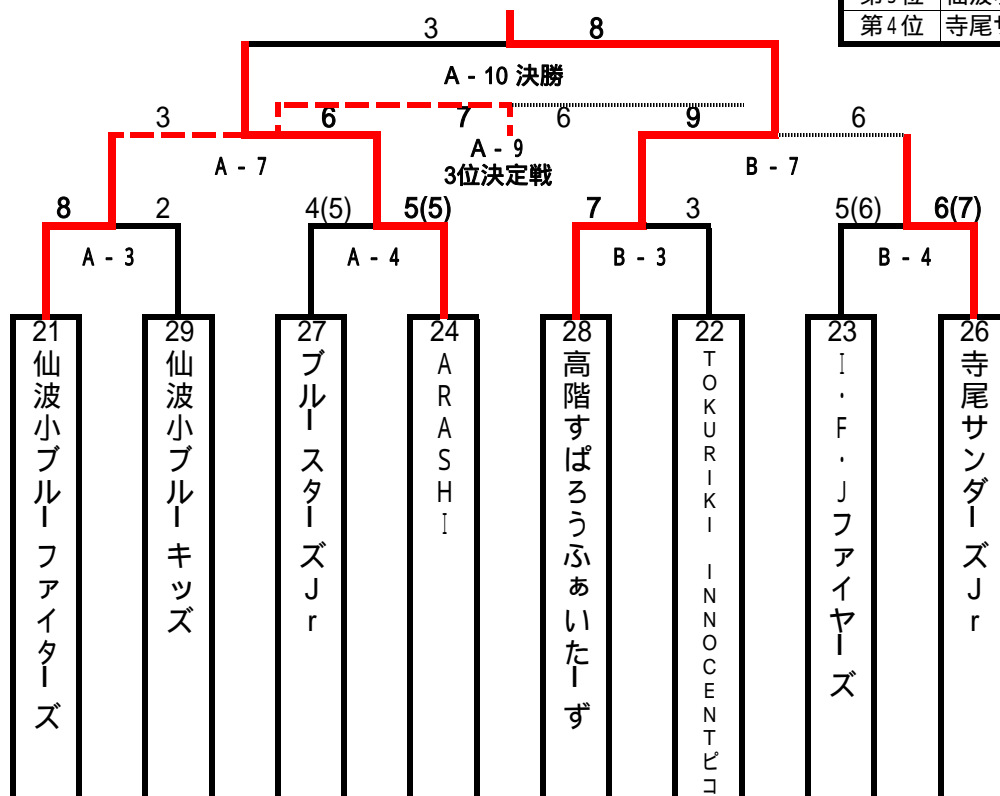 第4位 寺尾サ
3 8
A - 10 決勝
3 6 7 6 9 6
A - 9
3位決定戦
A - 7 B - 7
8 2 4(5) 5(5) 7 3 5(6) 6(7)
A - 3 A - 4 B - 3 B - 4
21 仙波小ブルーファイターズ
29 仙波小ブルーキッズ
27 ブルースターズJr
24 ARASHI
28 高階すぱろうふぁいたーず
22 TOKURIKI INNOCENTピコ
23 I・F・Jファイヤーズ
26 寺尾サンダーズJr